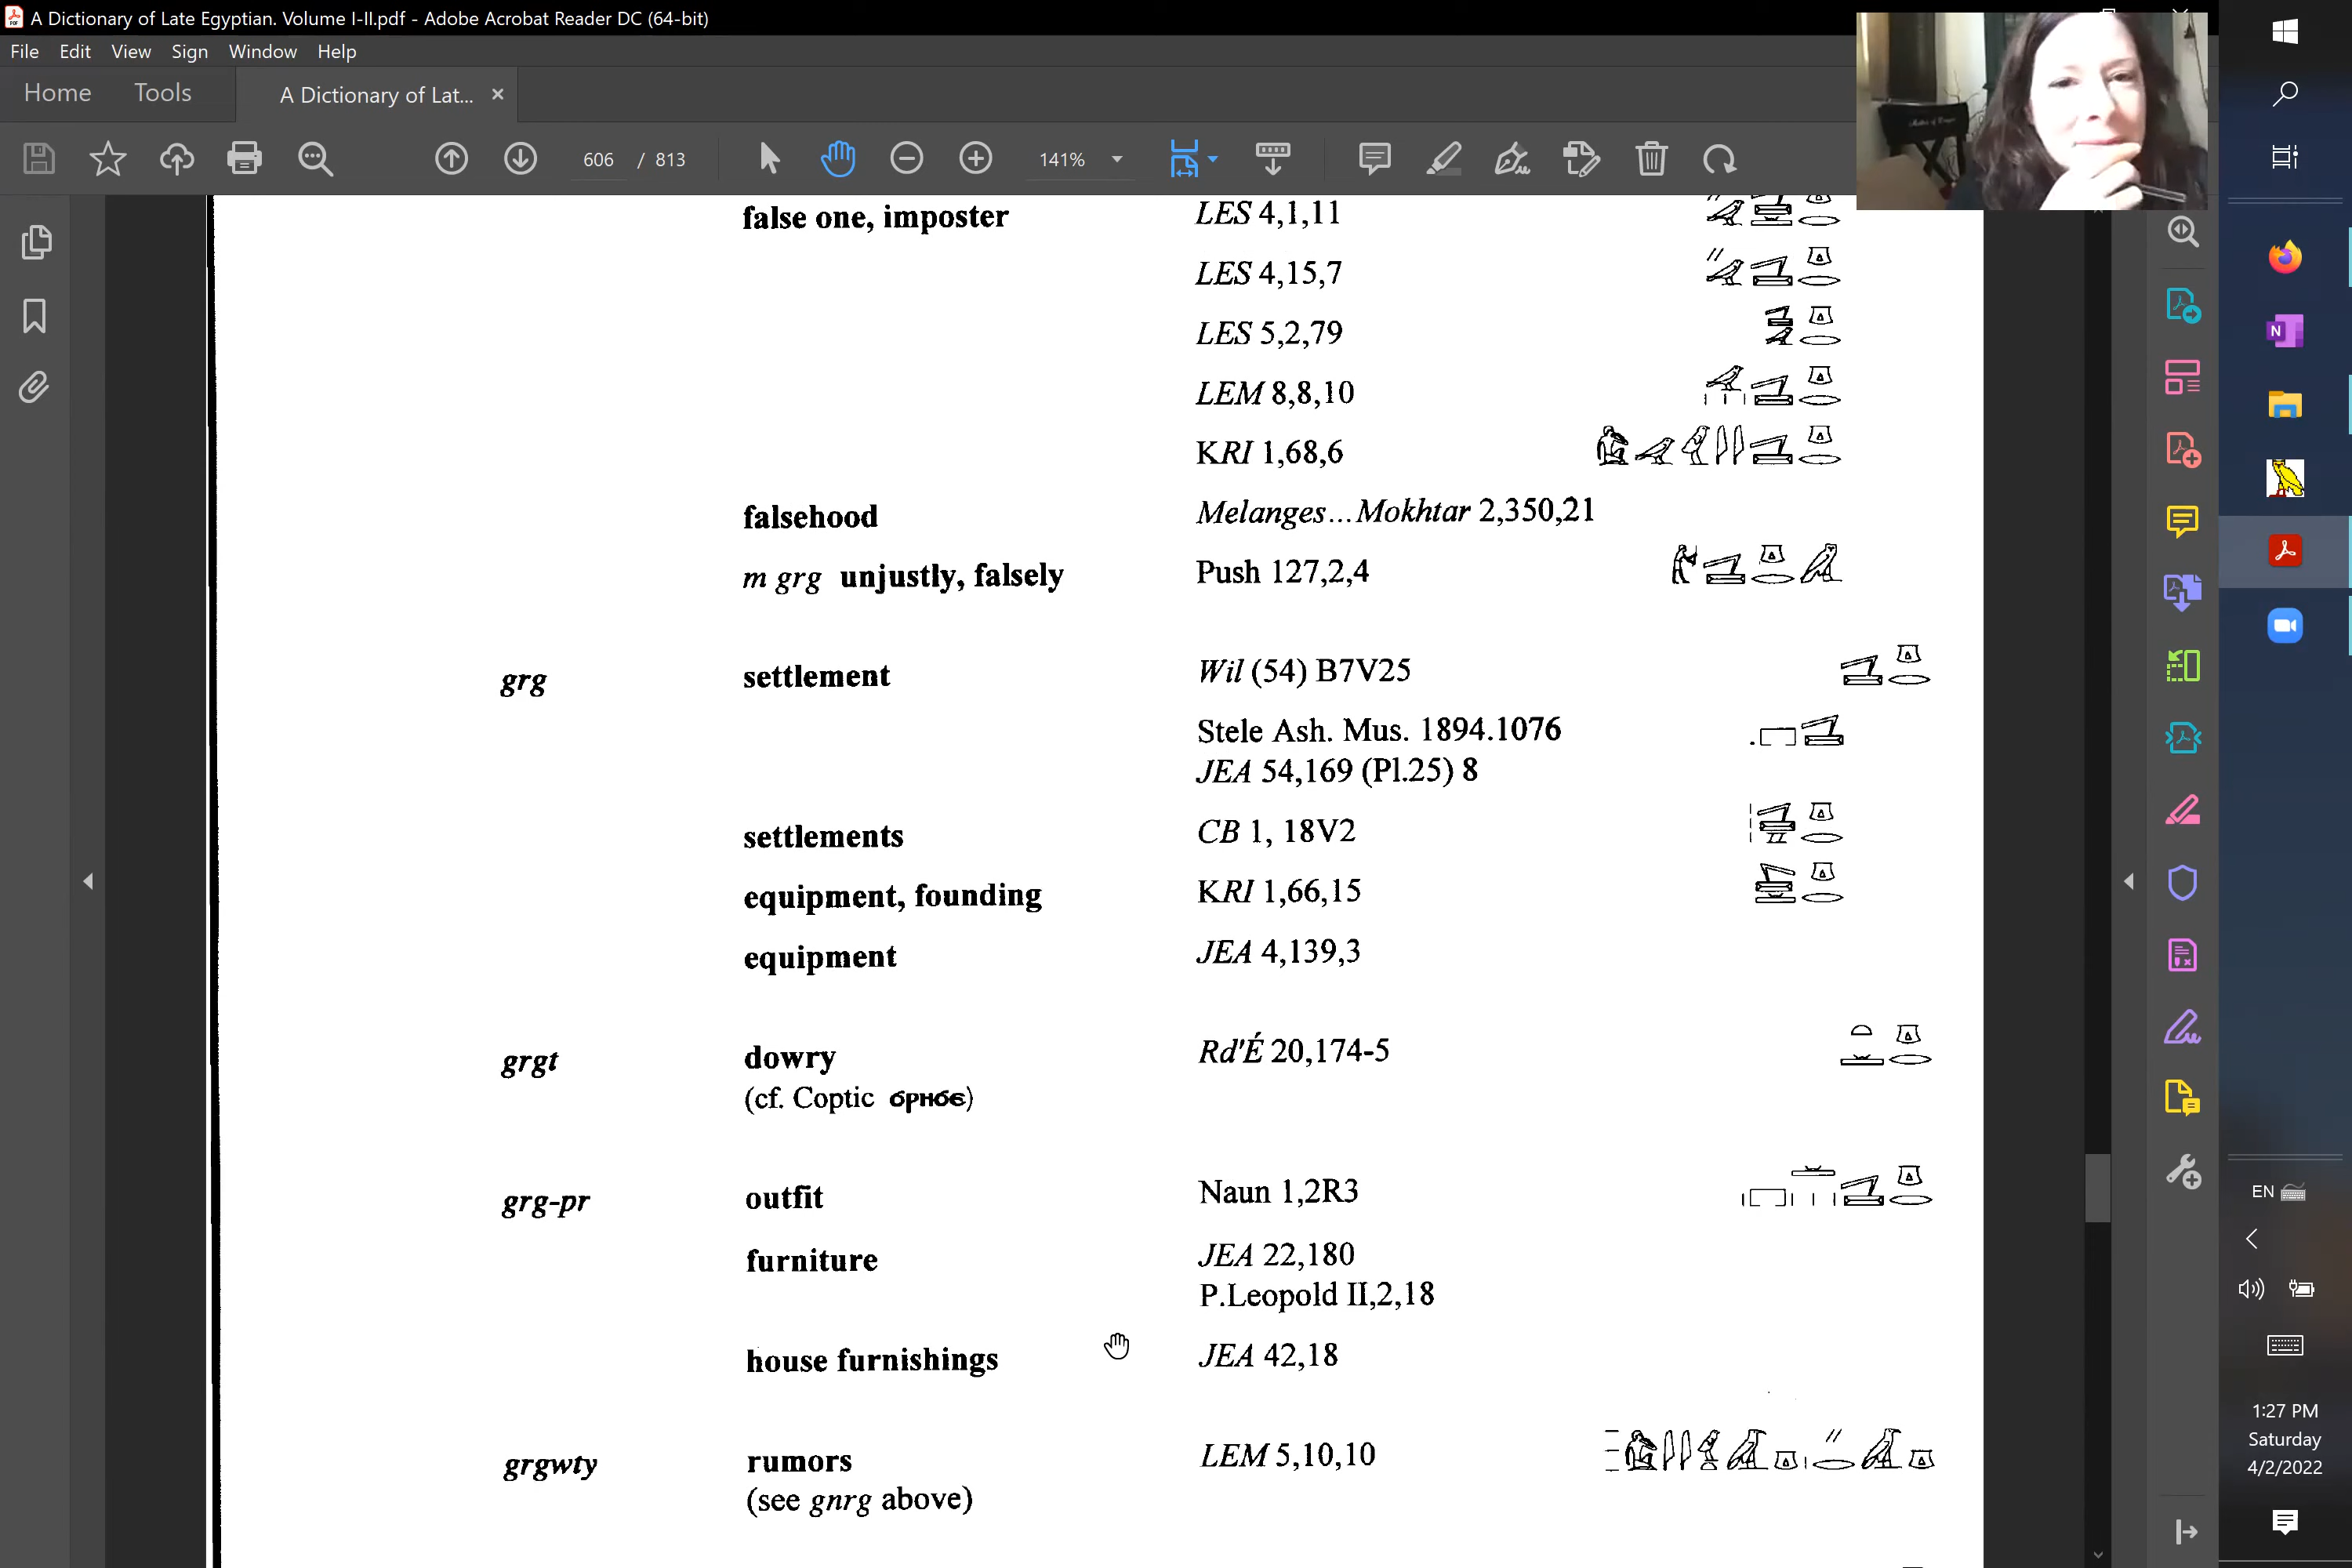 A Dictionary of Late Egyptian. Volume I-II.pdf - Adobe Acrobat Reader DC (64-bit)
File Edit View Sign Window Help
Home Tools A Dictionary of Lat... ×
606 / 813 141%
false one, imposter LES 4,1,11
LES 4,15,7
LES 5,2,79
LEM 8,8,10
KRI 1,68,6
falsehood Melanges...Mokhtar 2,350,21
m grg unjustly, falsely Push 127,2,4
grg settlement Wil (54) B7V25
Stele Ash. Mus. 1894.1076
JEA 54,169 (Pl.25) 8
settlements CB 1, 18V2
equipment, founding KRI 1,66,15
equipment JEA 4,139,3
grgt dowry Rd'É 20,174-5
(cf. Coptic ϭⲣⲏϭⲉ)
grg-pr outfit Naun 1,2R3
furniture JEA 22,180
P.Leopold II,2,18
house furnishings JEA 42,18
grgwty rumors LEM 5,10,10
(see gnrg above)
EN
1:27 PM
Saturday
4/2/2022